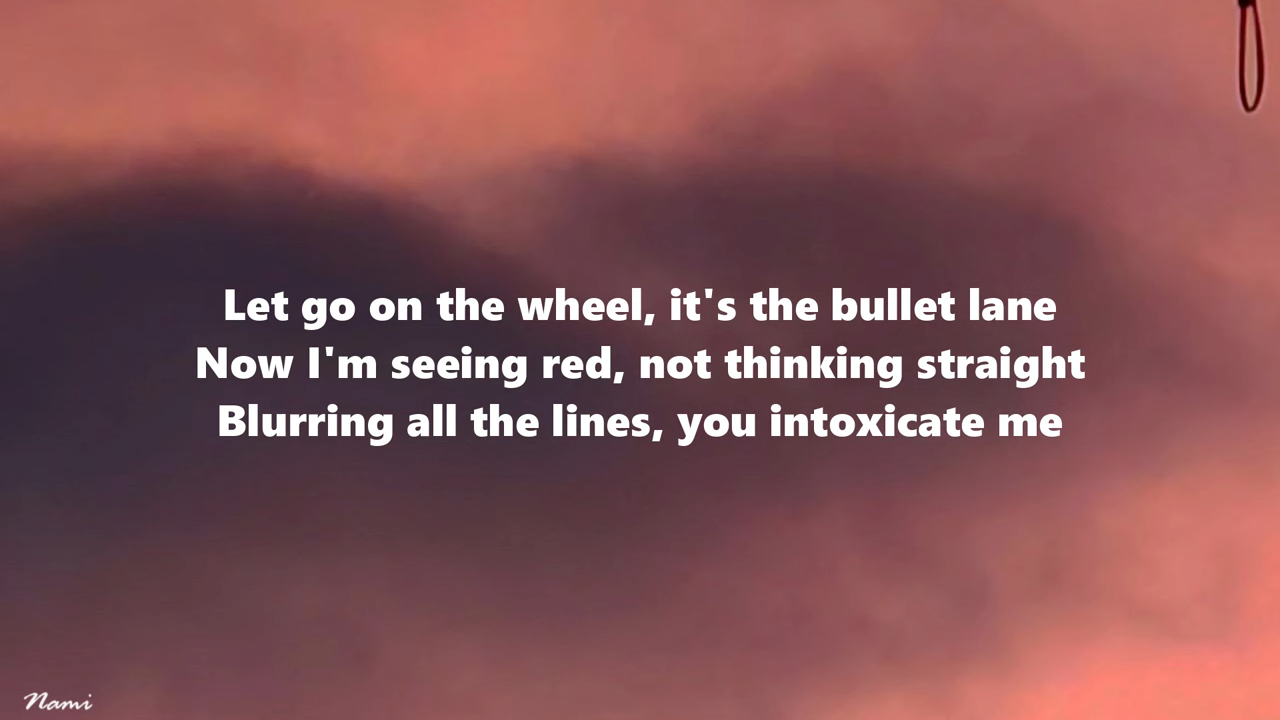 Let go on the wheel, it's the bullet lane
Now I'm seeing red, not thinking straight
Blurring all the lines, you intoxicate me
Nami